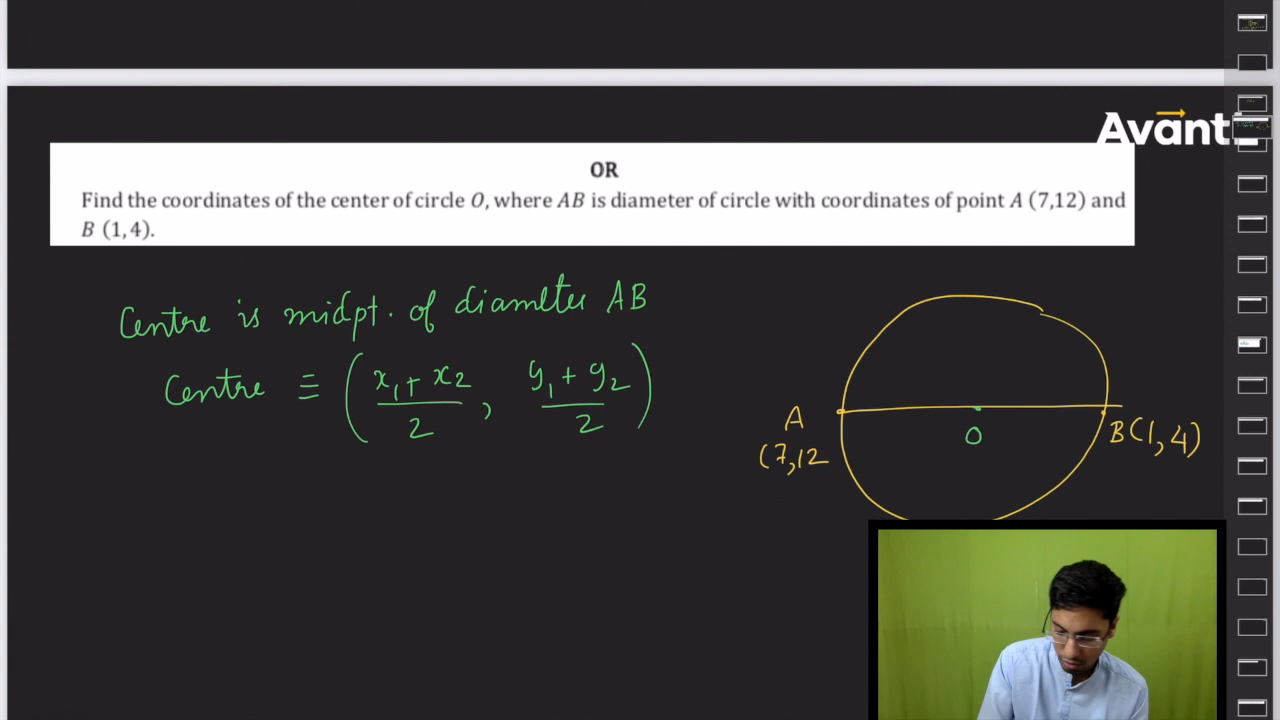 Avant
OR
Find the coordinates of the center of circle O, where AB is diameter of circle with coordinates of point A (7,12) and
B (1, 4).
Centre is midpt. of diameter AB
Centre ≡ (x₁ + x₂ / 2, y₁ + y₂ / 2)
A
(7,12
O
B(1, 4)